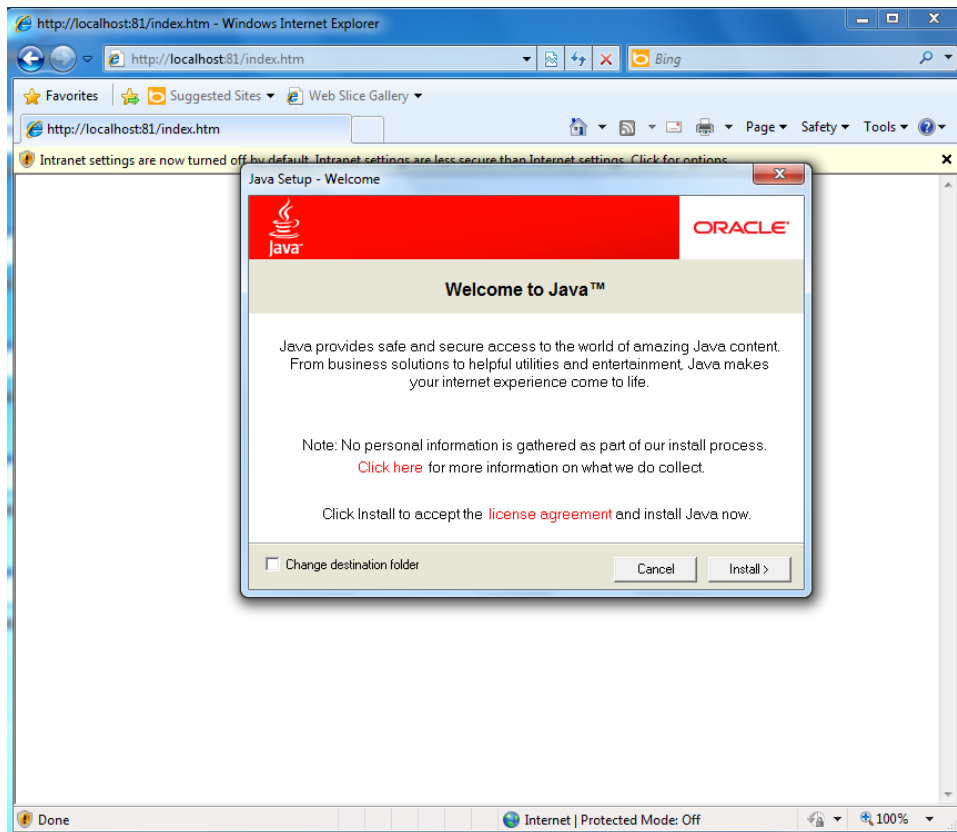 http://localhost:81/index.htm - Windows Internet Explorer
http://localhost:81/index.htm
Bing
Favorites
Suggested Sites
Web Slice Gallery
http://localhost:81/index.htm
Page
Safety
Tools
Intranet settings are now turned off by default. Intranet settings are less secure than Internet settings. Click for options...
Java Setup - Welcome
Java™
ORACLE®
Welcome to Java™
Java provides safe and secure access to the world of amazing Java content.
From business solutions to helpful utilities and entertainment, Java makes
your internet experience come to life.
Note: No personal information is gathered as part of our install process.
Click here for more information on what we do collect.
Click Install to accept the license agreement and install Java now.
Change destination folder
Cancel
Install >
Done
Internet | Protected Mode: Off
100%